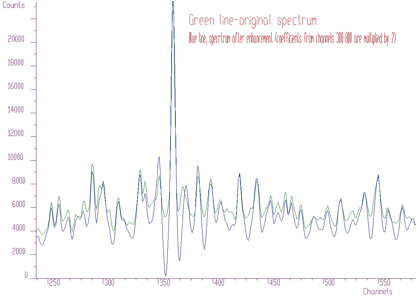 Counts
Green line-original spectrum
Blue line, spectrum after enhancement (coefficients from channels 380-800 are multiplied by 2)
20000
18000
16000
14000
12000
10000
8000
6000
4000
2000
0
1250 1300 1350 1400 1450 1500 1550
Channels